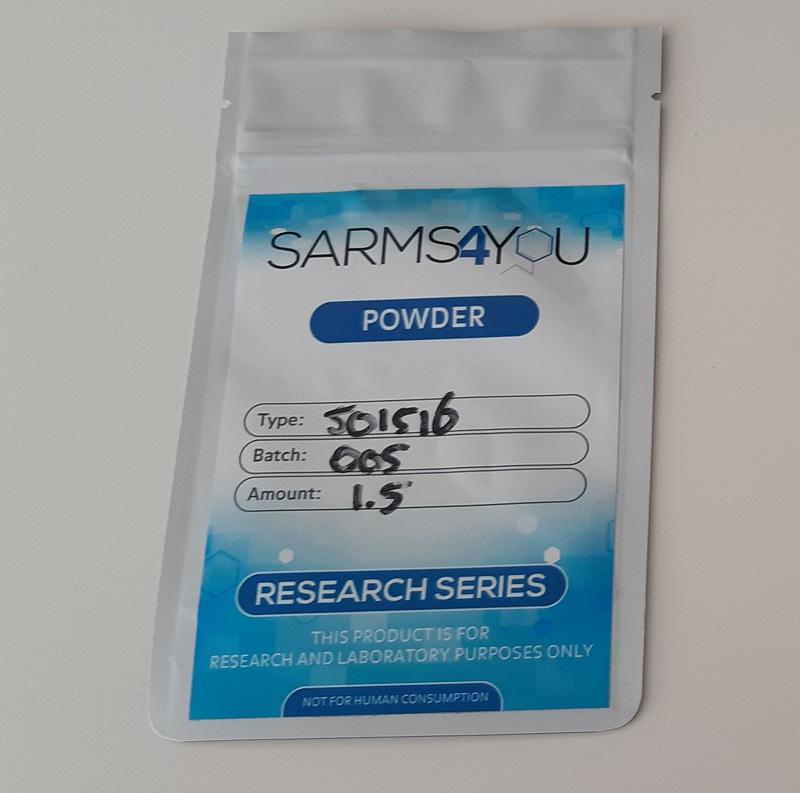 SARMS4YOU
POWDER
Type: S01516
Batch: 005
Amount: 1.5
RESEARCH SERIES
THIS PRODUCT IS FOR
RESEARCH AND LABORATORY PURPOSES ONLY
NOT FOR HUMAN CONSUMPTION